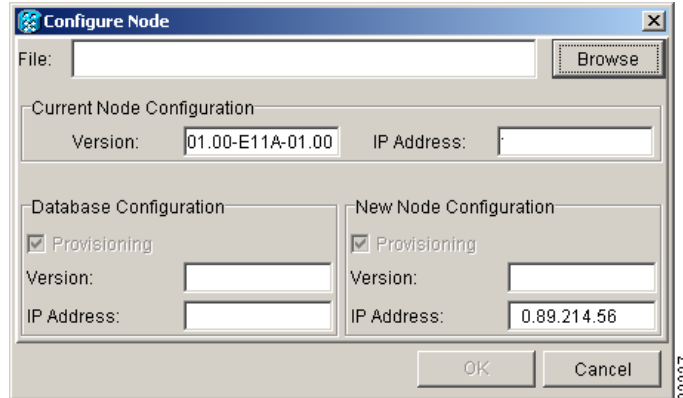 Configure Node
File: Browse
Current Node Configuration
Version: 01.00-E11A-01.00 IP Address:
Database Configuration New Node Configuration
Provisioning Provisioning
Version: Version:
IP Address: IP Address: 0.89.214.56
OK Cancel